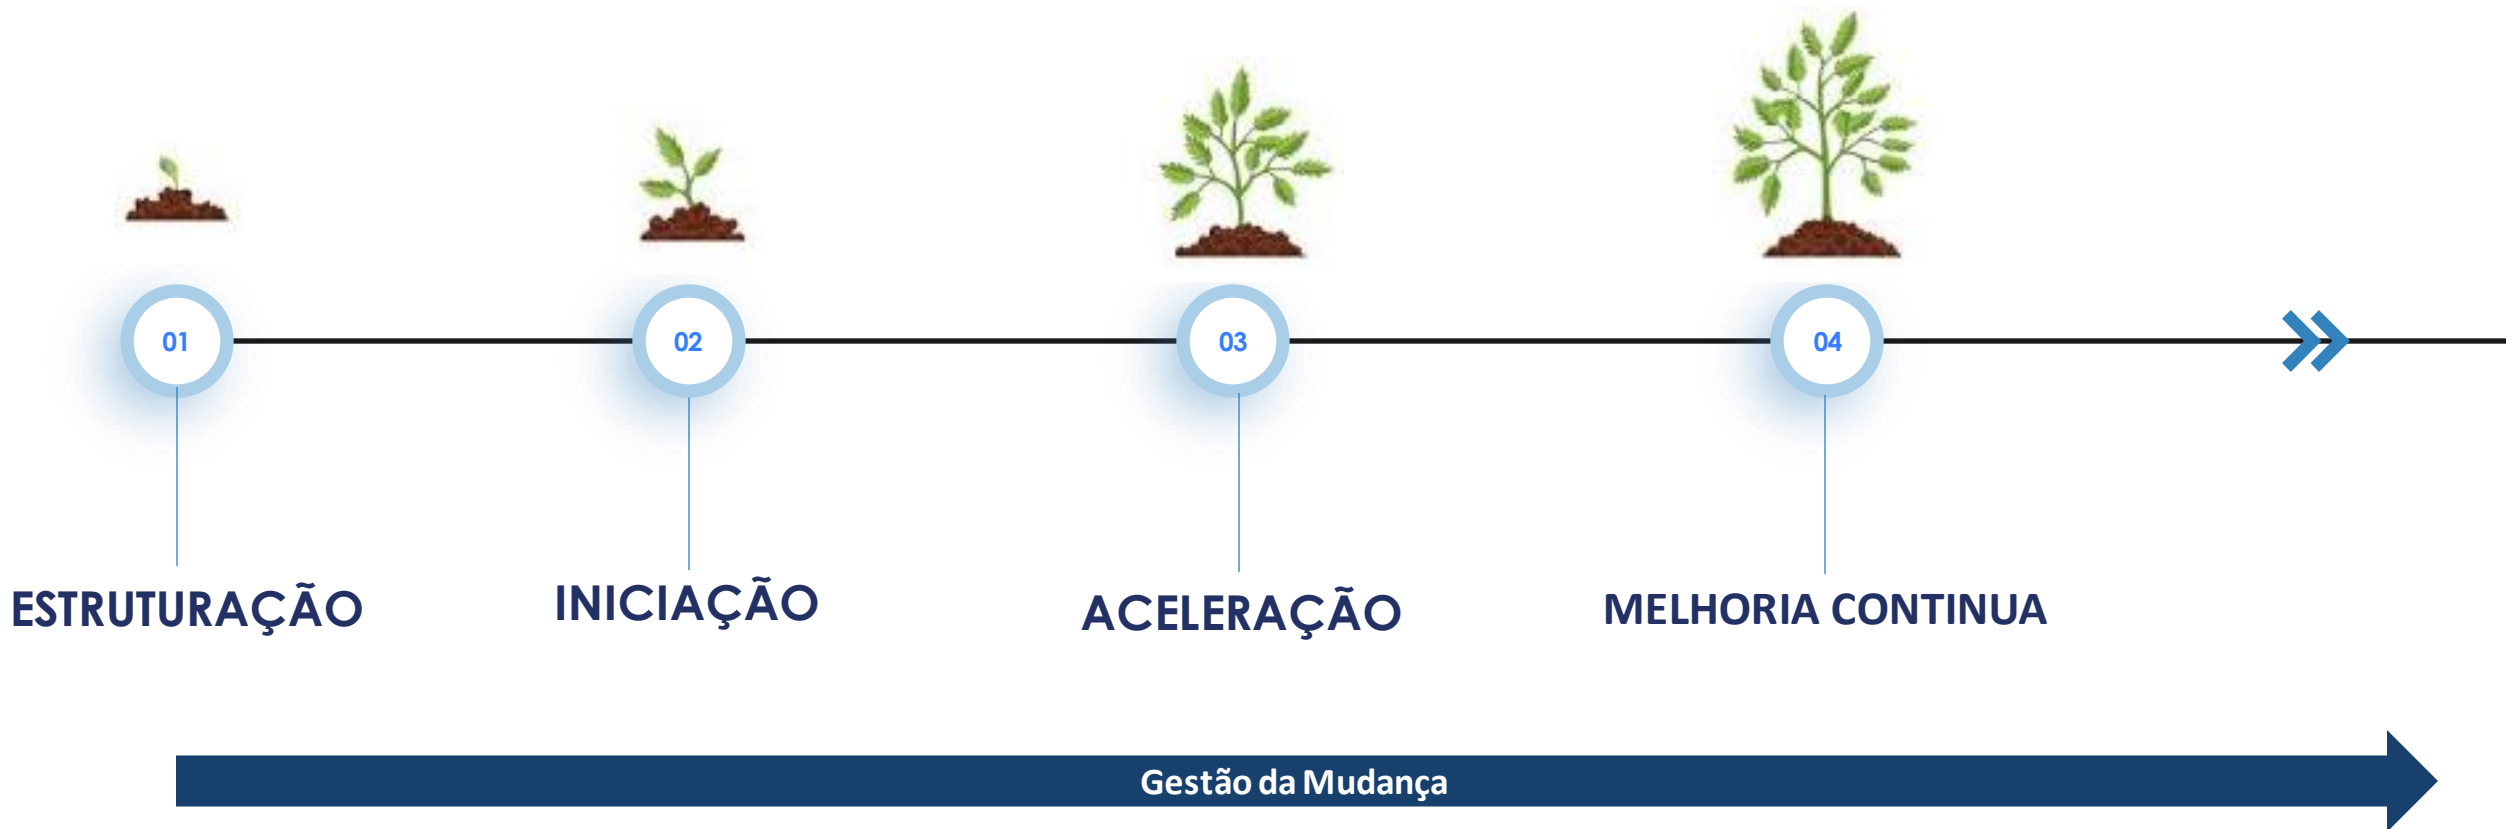 01
02
03
04
ESTRUTURAÇÃO
INICIAÇÃO
ACELERAÇÃO
MELHORIA CONTINUA
Gestão da Mudança